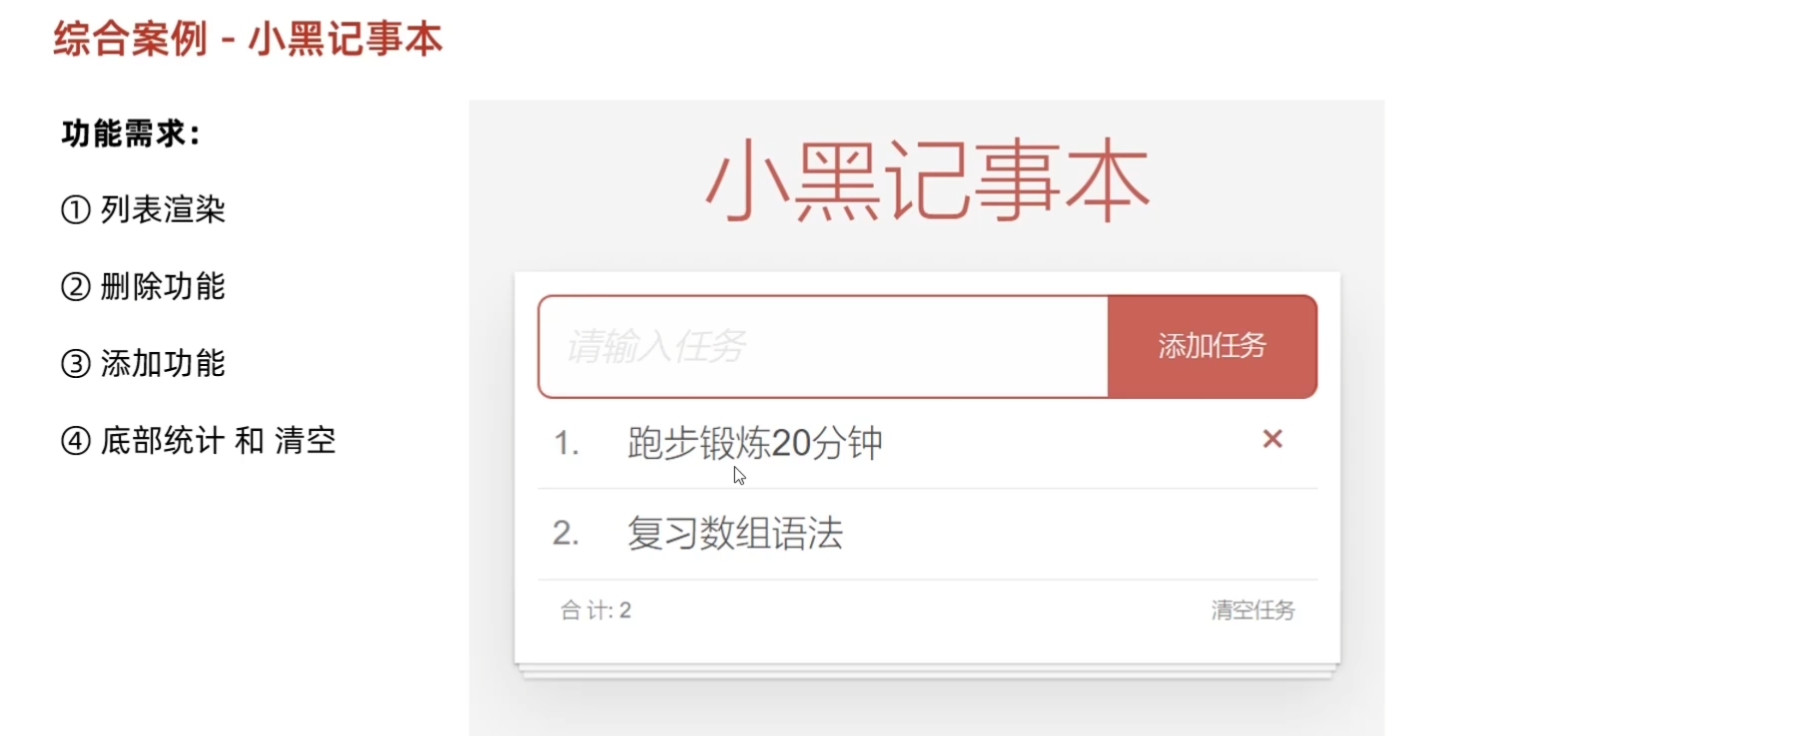 综合案例 - 小黑记事本
功能需求：
① 列表渲染
② 删除功能
③ 添加功能
④ 底部统计 和 清空
小黑记事本
请输入任务
添加任务
1. 跑步锻炼20分钟 ×
2. 复习数组语法
合 计: 2
清空任务